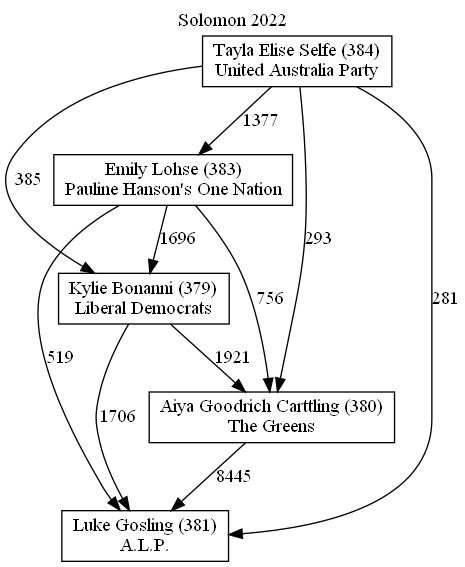 Solomon 2022
Tayla Elise Selfe (384)
United Australia Party
1377
385
Emily Lohse (383)
Pauline Hanson's One Nation
1696
293
Kylie Bonanni (379)
Liberal Democrats
756
281
519
1706
1921
Aiya Goodrich Carttling (380)
The Greens
8445
Luke Gosling (381)
A.L.P.